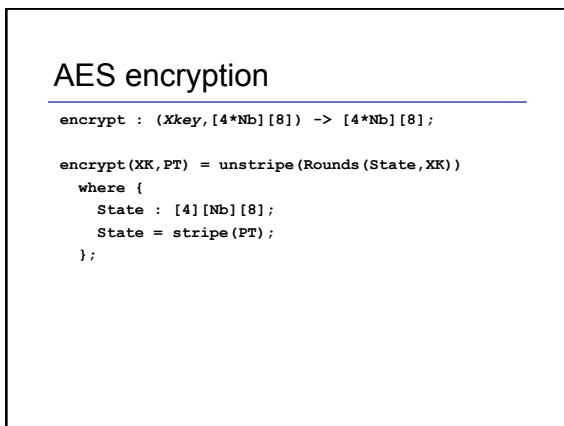 AES encryption
encrypt : (Xkey,[4*Nb][8]) -> [4*Nb][8];
encrypt(XK,PT) = unstripe(Rounds(State,XK))
where {
State : [4][Nb][8];
State = stripe(PT);
};